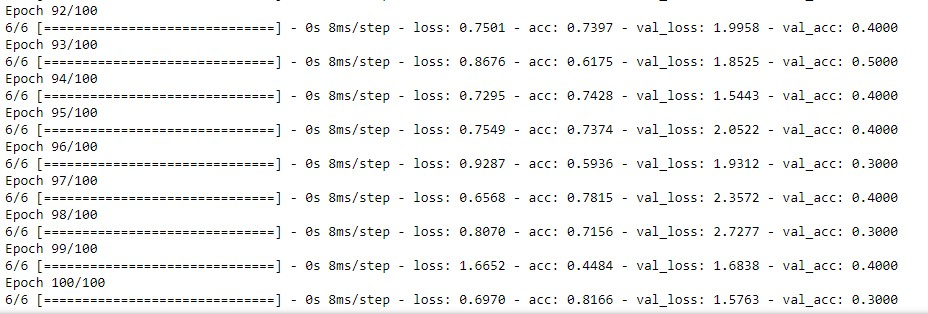 Epoch 92/100
6/6 [==============================] - 0s 8ms/step - loss: 0.7501 - acc: 0.7397 - val_loss: 1.9958 - val_acc: 0.4000
Epoch 93/100
6/6 [==============================] - 0s 8ms/step - loss: 0.8676 - acc: 0.6175 - val_loss: 1.8525 - val_acc: 0.5000
Epoch 94/100
6/6 [==============================] - 0s 8ms/step - loss: 0.7295 - acc: 0.7428 - val_loss: 1.5443 - val_acc: 0.4000
Epoch 95/100
6/6 [==============================] - 0s 8ms/step - loss: 0.7549 - acc: 0.7374 - val_loss: 2.0522 - val_acc: 0.4000
Epoch 96/100
6/6 [==============================] - 0s 8ms/step - loss: 0.9287 - acc: 0.5936 - val_loss: 1.9312 - val_acc: 0.3000
Epoch 97/100
6/6 [==============================] - 0s 8ms/step - loss: 0.6568 - acc: 0.7815 - val_loss: 2.3572 - val_acc: 0.4000
Epoch 98/100
6/6 [==============================] - 0s 8ms/step - loss: 0.8070 - acc: 0.7156 - val_loss: 2.7277 - val_acc: 0.3000
Epoch 99/100
6/6 [==============================] - 0s 8ms/step - loss: 1.6652 - acc: 0.4484 - val_loss: 1.6838 - val_acc: 0.4000
Epoch 100/100
6/6 [==============================] - 0s 8ms/step - loss: 0.6970 - acc: 0.8166 - val_loss: 1.5763 - val_acc: 0.3000